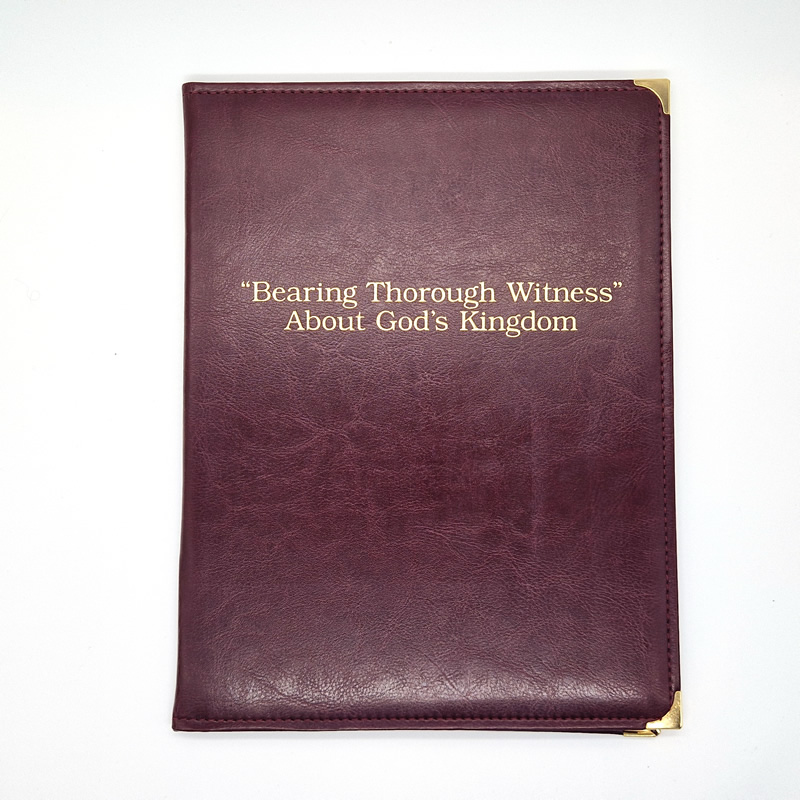 “Bearing Thorough Witness”
About God's Kingdom